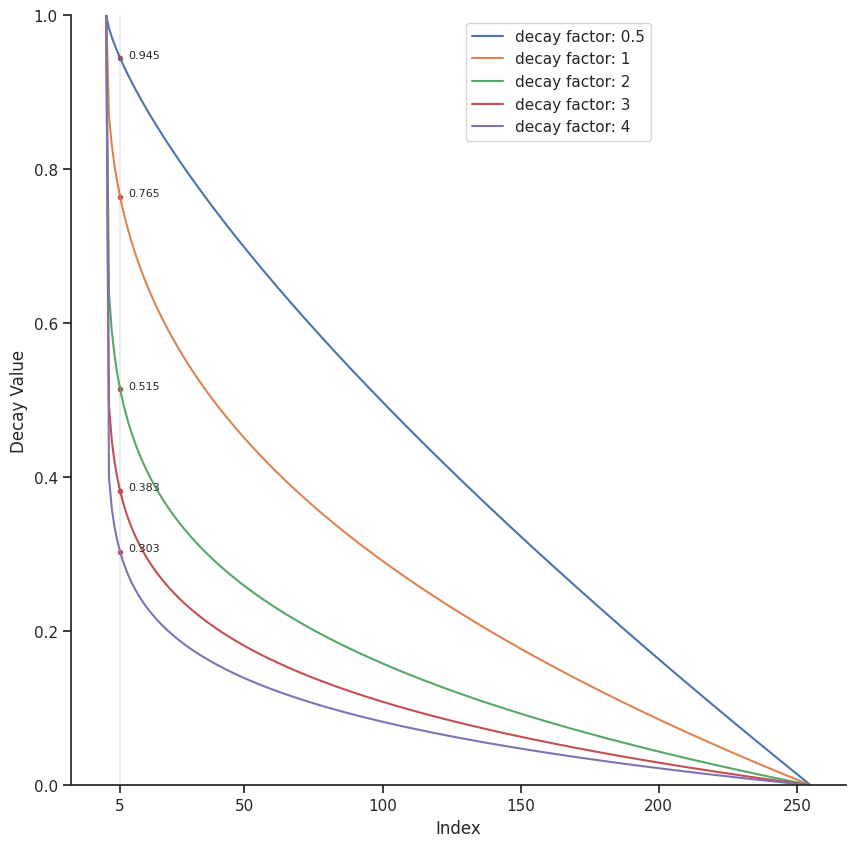 1.0
0.8
0.6
0.4
0.2
0.0
Decay Value
decay factor: 0.5
decay factor: 1
decay factor: 2
decay factor: 3
decay factor: 4
0.945
0.765
0.515
0.383
0.303
5 50 100 150 200 250
Index